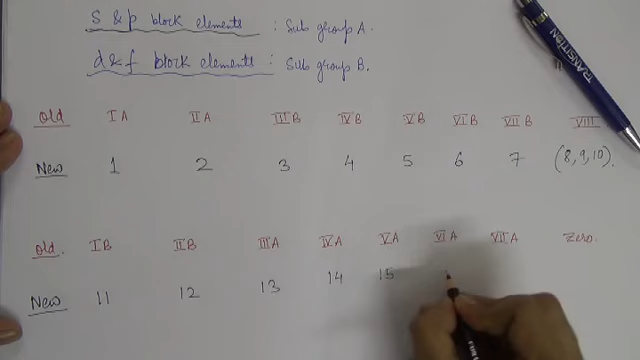 s & p block elements : Sub group A.
d & f block elements : Sub group B.
TRANSITION
Old IA IIA IIIB IVB VB VIB VIIB VIII
New 1 2 3 4 5 6 7 (8,9,10).
Old. IB IIB IIIA IVA VA VIA VIIA Zero.
New 11 12 13 14 15